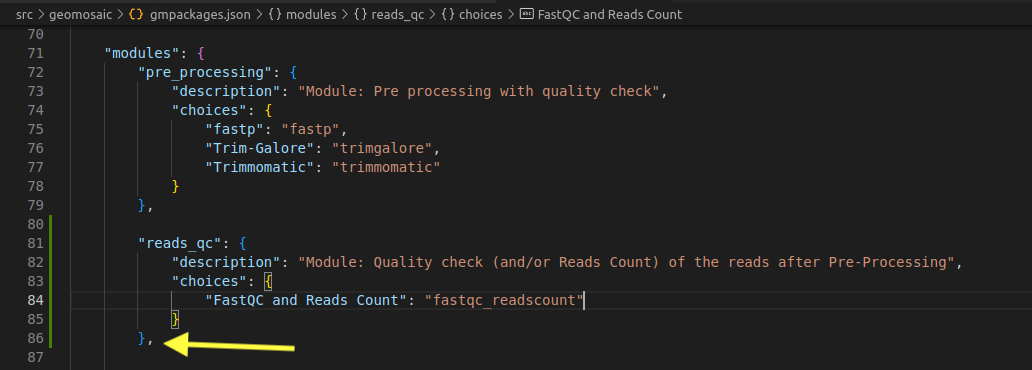 src > geomosaic > {} gmpackages.json > {} modules > {} reads_qc > {} choices > abc FastQC and Reads Count
70
71 "modules": {
72 "pre_processing": {
73 "description": "Module: Pre processing with quality check",
74 "choices": {
75 "fastp": "fastp",
76 "Trim-Galore": "trimgalore",
77 "Trimmomatic": "trimmomatic"
78 }
79 },
80
81 "reads_qc": {
82 "description": "Module: Quality check (and/or Reads Count) of the reads after Pre-Processing",
83 "choices": {
84 "FastQC and Reads Count": "fastqc_readscount"
85 }
86 },
87